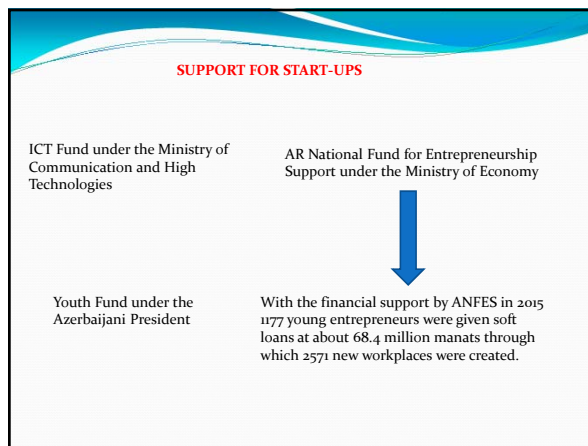 SUPPORT FOR START-UPS
ICT Fund under the Ministry of
Communication and High
Technologies
AR National Fund for Entrepreneurship
Support under the Ministry of Economy
Youth Fund under the
Azerbaijani President
With the financial support by ANFES in 2015
1177 young entrepreneurs were given soft
loans at about 68.4 million manats through
which 2571 new workplaces were created.